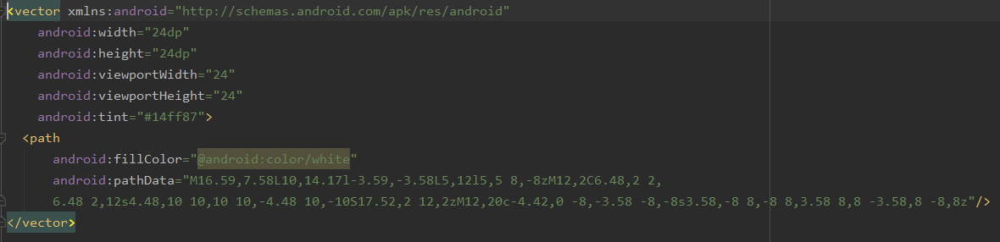 <vector xmlns:android="http://schemas.android.com/apk/res/android"
android:width="24dp"
android:height="24dp"
android:viewportWidth="24"
android:viewportHeight="24"
android:tint="#14ff87">
<path
android:fillColor="@android:color/white"
android:pathData="M16.59,7.58L10,14.17l-3.59,-3.58L5,12l5,5 8,-8zM12,2C6.48,2 2,
6.48 2,12s4.48,10 10,10 10,-4.48 10,-10S17.52,2 12,2zM12,20c-4.42,0 -8,-3.58 -8,-8s3.58,-8 8,-8 8,3.58 8,8 -3.58,8 -8,8z"/>
</vector>